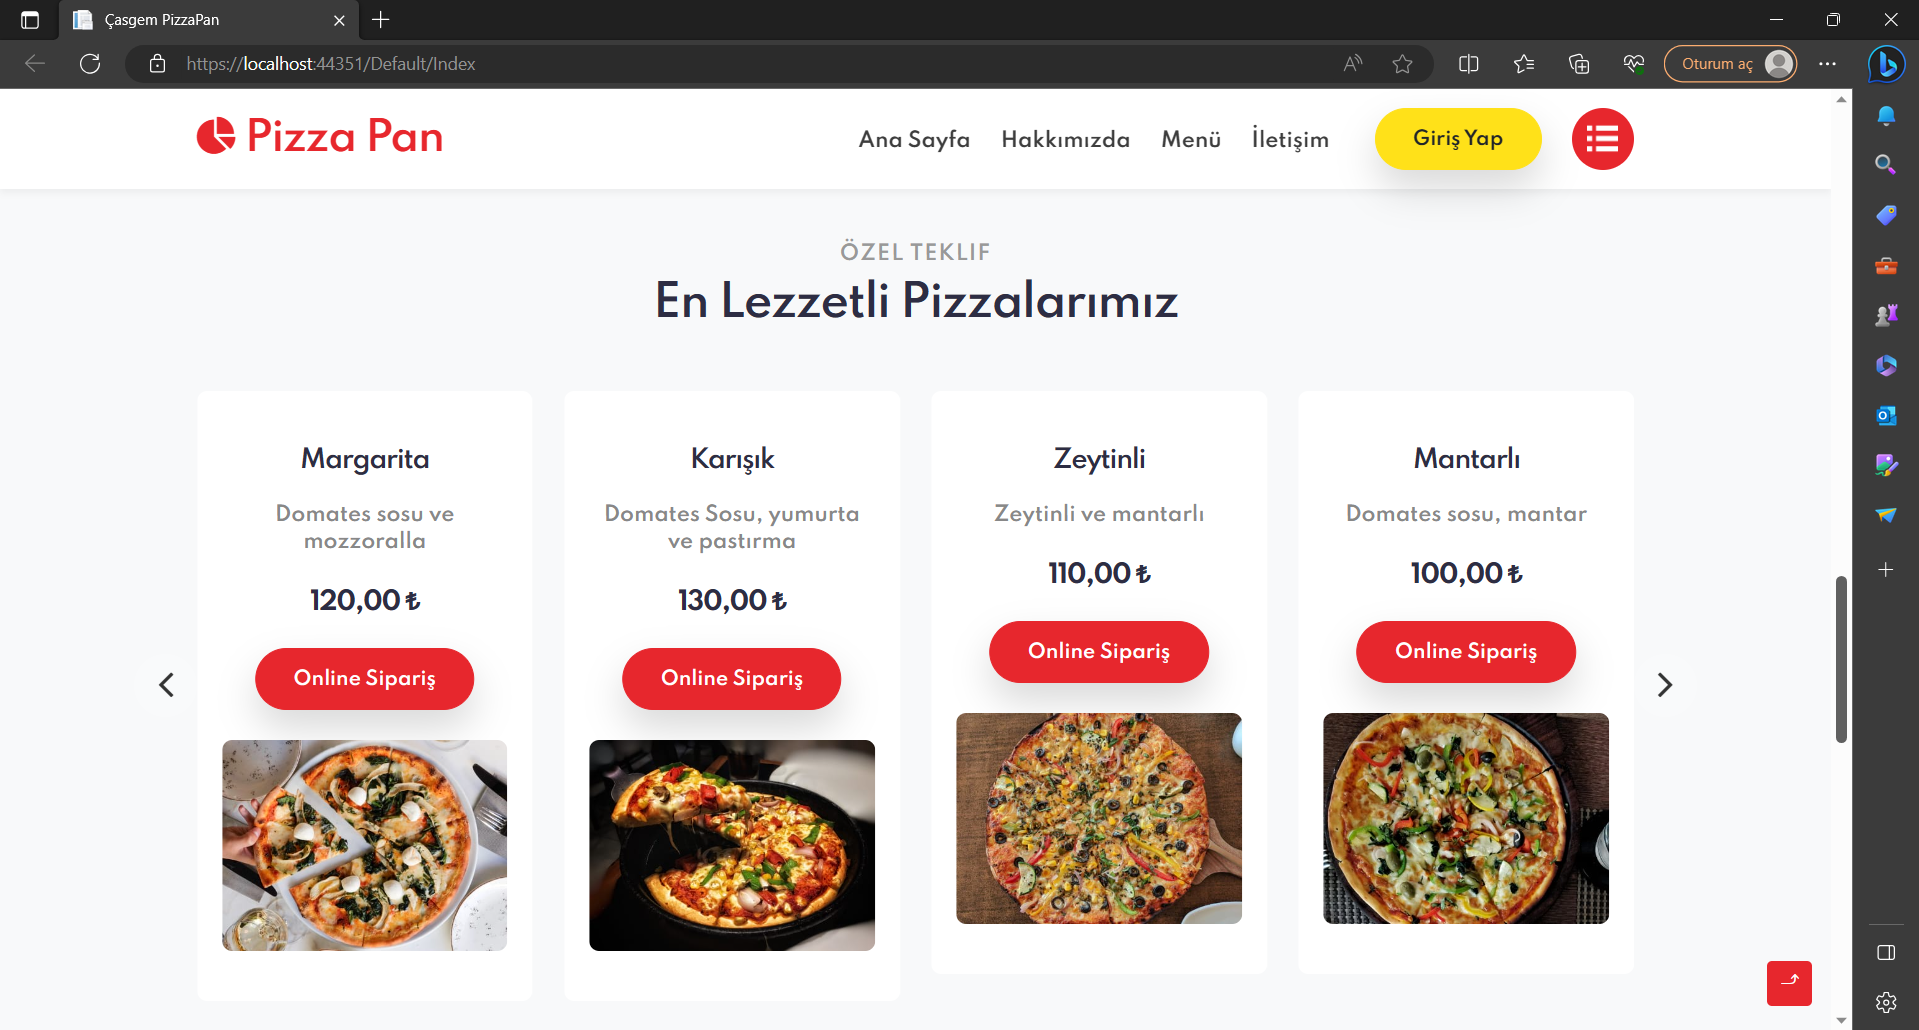 Çasgem PizzaPan
https://localhost:44351/Default/Index
Oturum aç
Pizza Pan
Ana Sayfa
Hakkımızda
Menü
İletişim
Giriş Yap
ÖZEL TEKLIF
En Lezzetli Pizzalarımız
Margarita
Domates sosu ve
mozzoralla
120,00 ₺
Online Sipariş
Karışık
Domates Sosu, yumurta
ve pastırma
130,00 ₺
Online Sipariş
Zeytinli
Zeytinli ve mantarlı
110,00 ₺
Online Sipariş
Mantarlı
Domates sosu, mantar
100,00 ₺
Online Sipariş